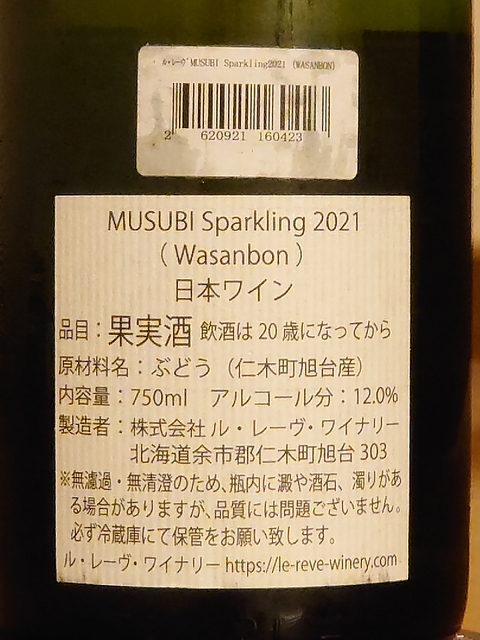 ル・レーヴ MUSUBI Sparkling2021 (WASANBON)
2 620921 160423
MUSUBI Sparkling 2021
( Wasanbon )
日本ワイン
品目：果実酒 飲酒は 20 歳になってから
原材料名：ぶどう（仁木町旭台産）
内容量：750ml アルコール分：12.0%
製造者：株式会社 ル・レーヴ・ワイナリー
北海道余市郡仁木町旭台 303
※無濾過・無清澄のため、瓶内に澱や酒石、濁りがあ
る場合がありますが、品質には問題ございません。
必ず冷蔵庫にて保管をお願い致します。
ル・レーヴ・ワイナリー https://le-reve-winery.com